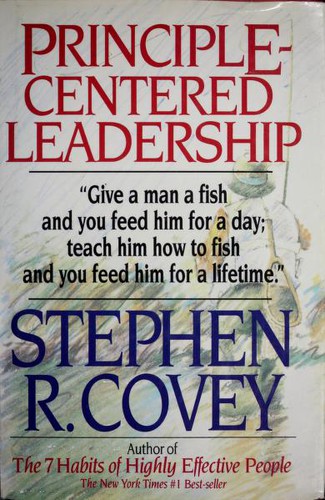 PRINCIPLE-
CENTERED
LEADERSHIP
“Give a man a fish
and you feed him for a day;
teach him how to fish
and you feed him for a lifetime.”
STEPHEN
R. COVEY
Author of
The 7 Habits of Highly Effective People
The New York Times #1 Best-seller